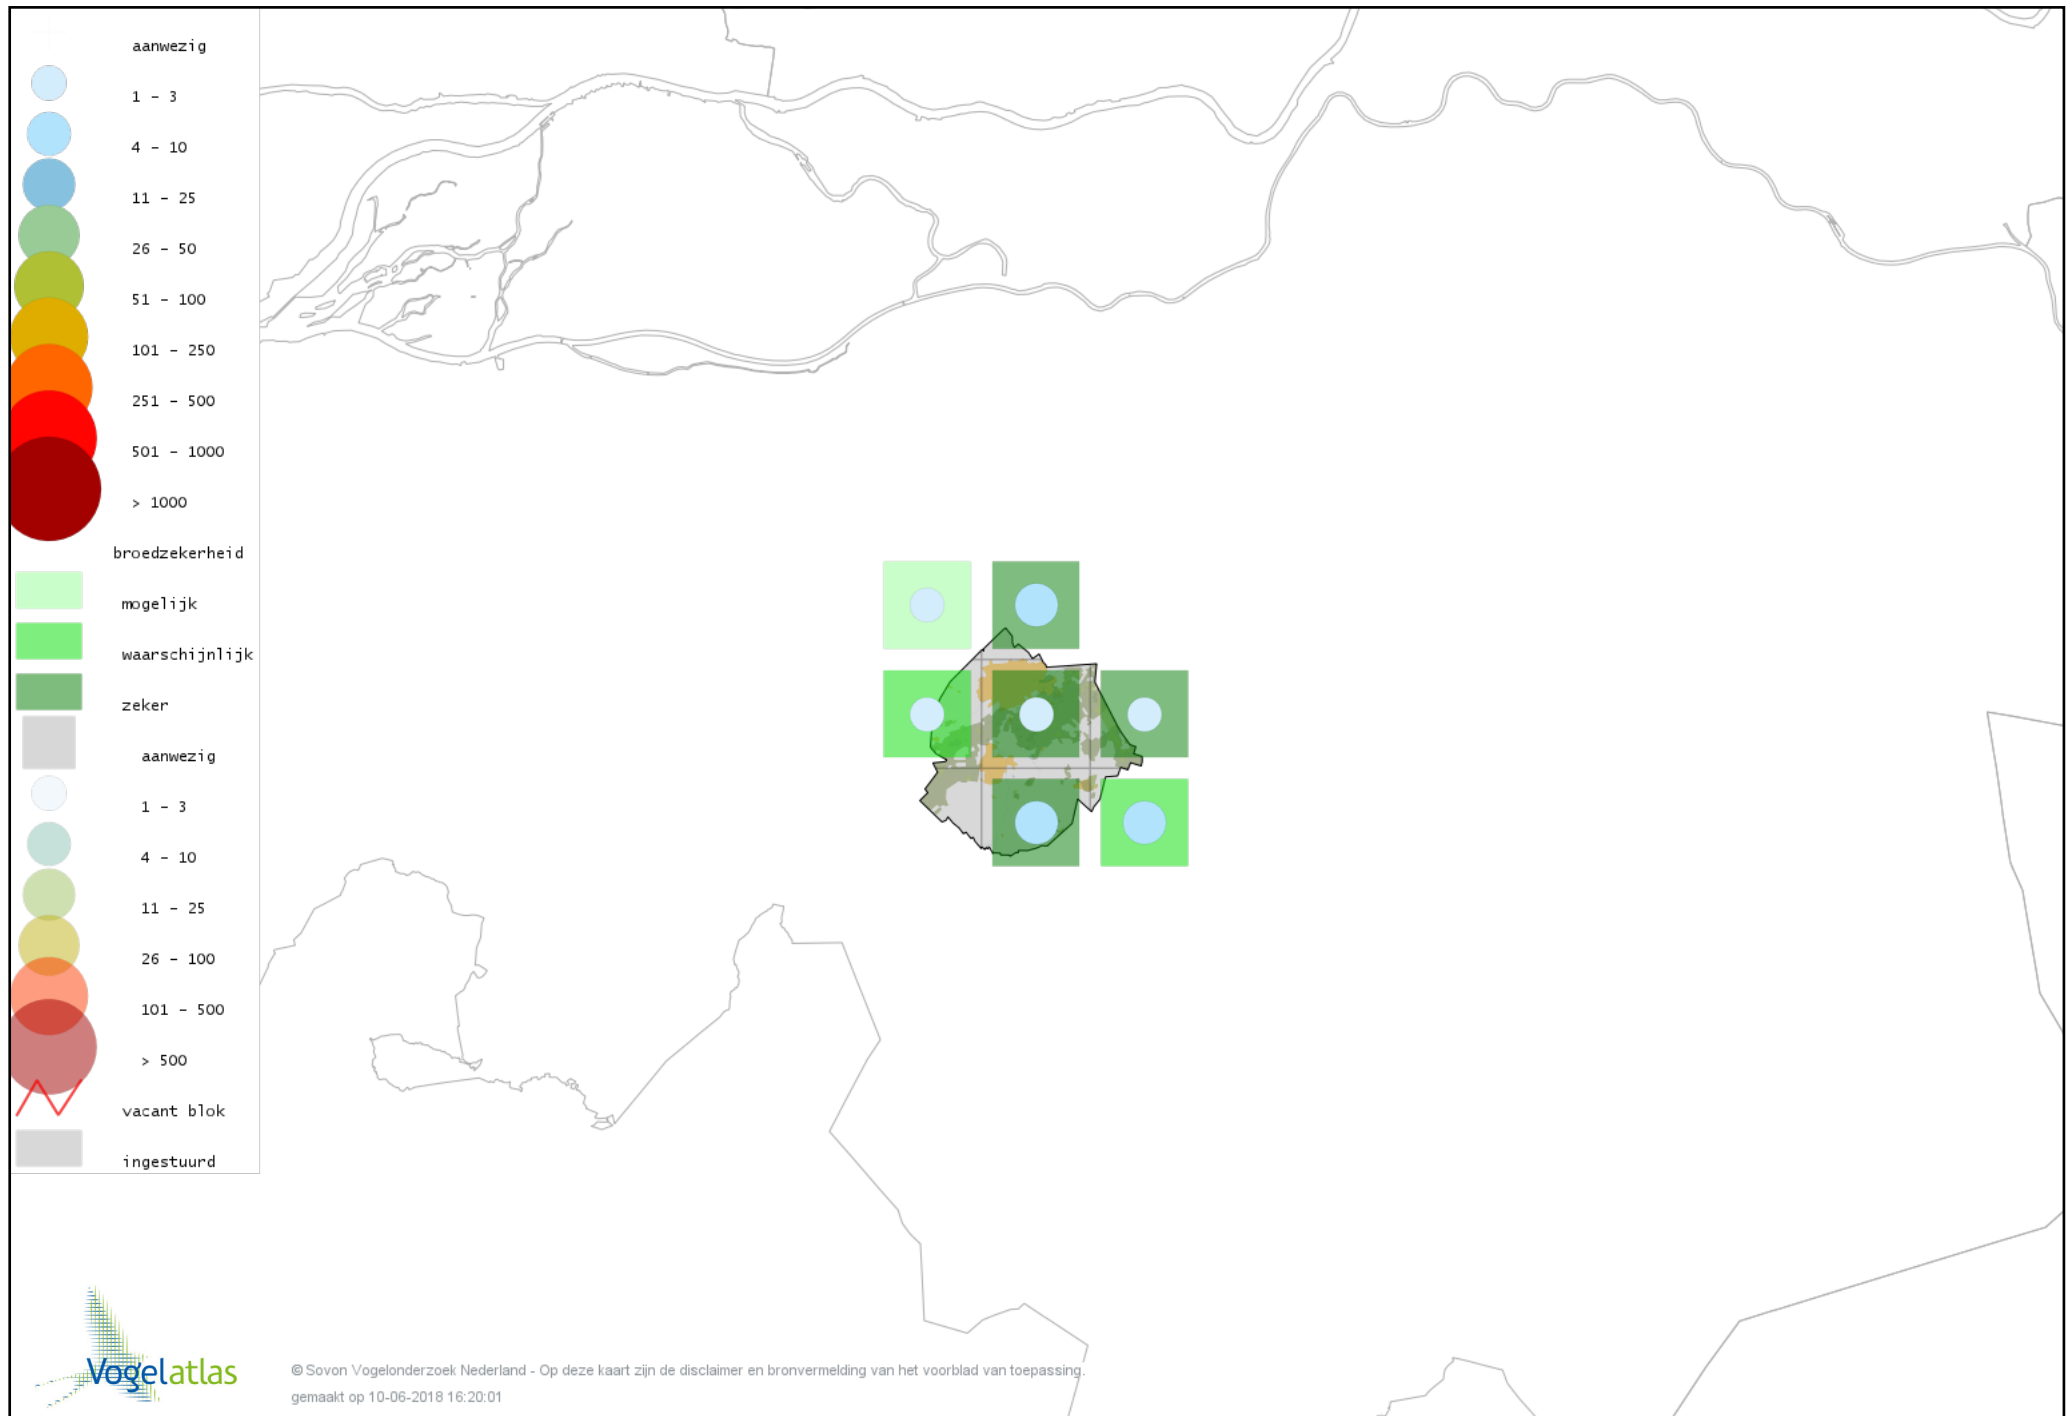 aanwezig
1 - 3
4 - 10
11 - 25
26 - 50
51 - 100
101 - 250
251 - 500
501 - 1000
> 1000
broedzekerheid
mogelijk
waarschijnlijk
zeker
aanwezig
1 - 3
4 - 10
11 - 25
26 - 100
101 - 500
> 500
vacant blok
ingestuurd
Vogelatlas
© Sovon Vogelonderzoek Nederland - Op deze kaart zijn de disclaimer en bronvermelding van het voorblad van toepassing.
gemaakt op 10-06-2018 16:20:01